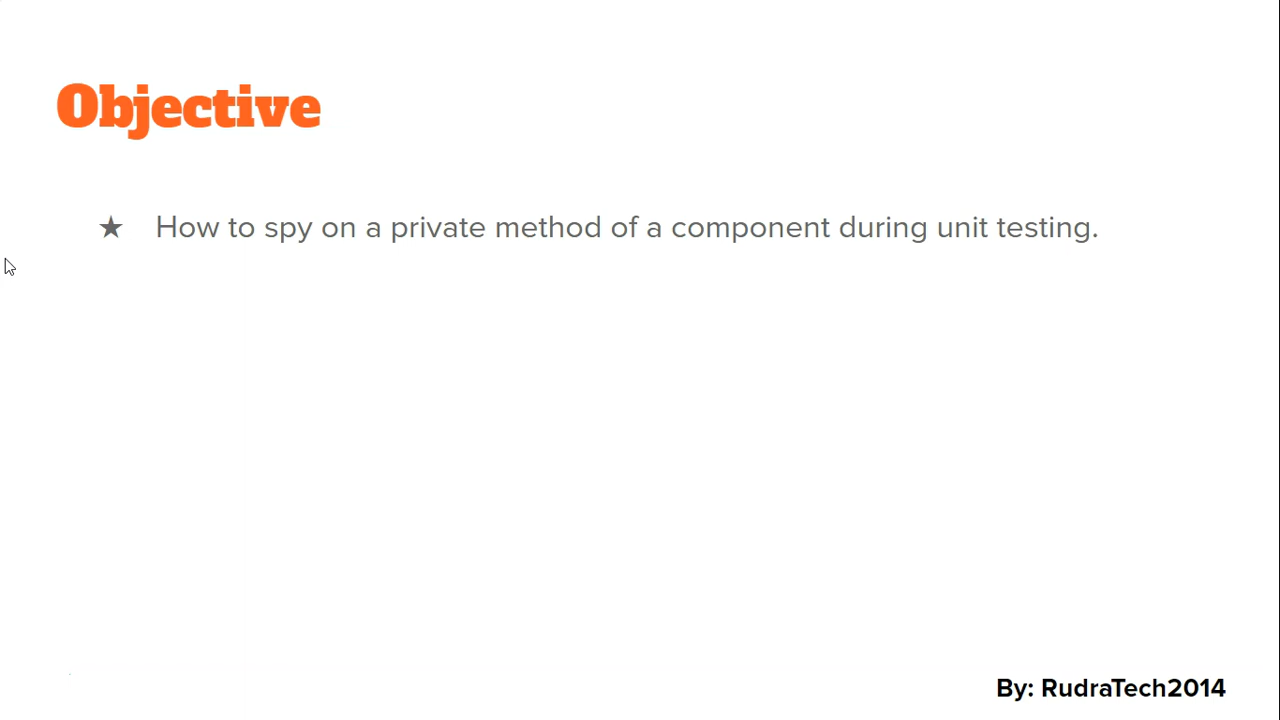 Objective
★ How to spy on a private method of a component during unit testing.
By: RudraTech2014